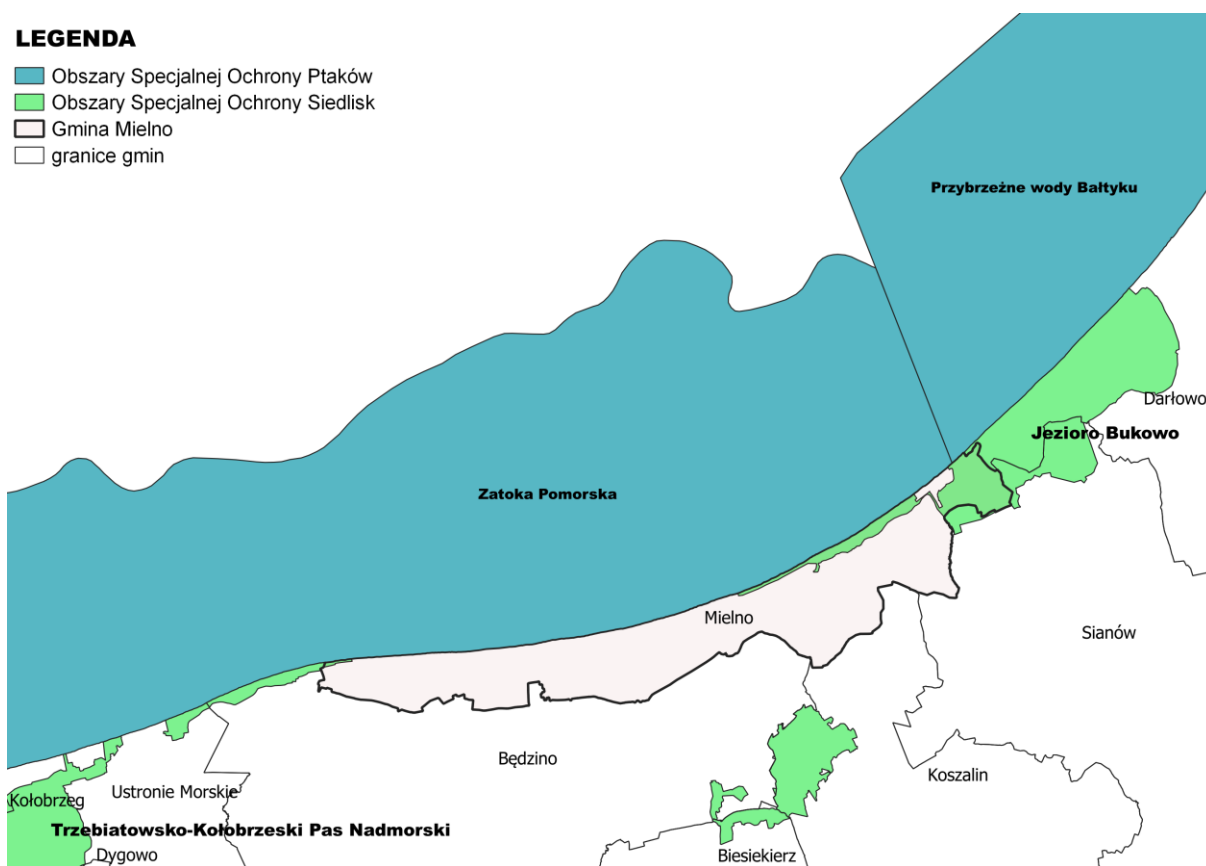 LEGENDA
Obszary Specjalnej Ochrony Ptaków
Obszary Specjalnej Ochrony Siedlisk
Gmina Mielno
granice gmin
Przybrzeżne wody Bałtyku
Darłowo
Jezioro Bukowo
Zatoka Pomorska
Mielno
Sianów
Będzino
Koszalin
Ustronie Morskie
Kołobrzeg
Trzebiatowsko-Kołobrzeski Pas Nadmorski
Dygowo
Biesiekierz